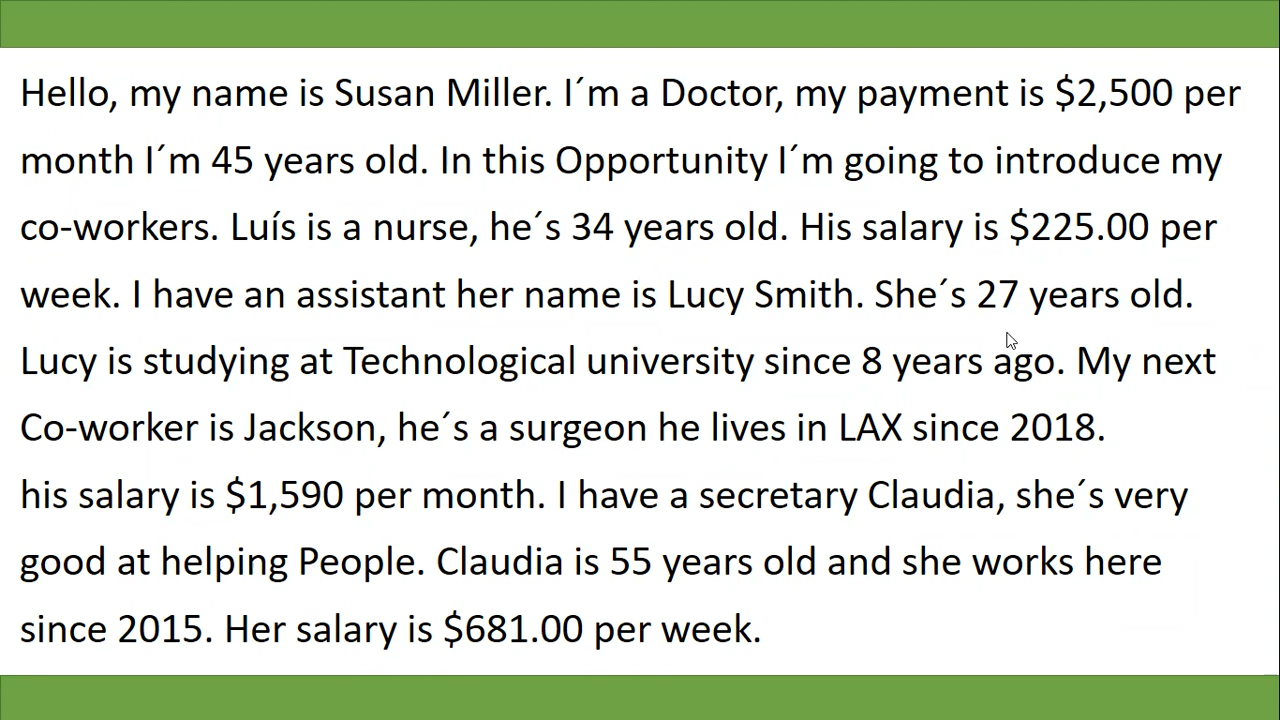 Hello, my name is Susan Miller. I´m a Doctor, my payment is $2,500 per
month I´m 45 years old. In this Opportunity I´m going to introduce my
co-workers. Luís is a nurse, he´s 34 years old. His salary is $225.00 per
week. I have an assistant her name is Lucy Smith. She´s 27 years old.
Lucy is studying at Technological university since 8 years ago. My next
Co-worker is Jackson, he´s a surgeon he lives in LAX since 2018.
his salary is $1,590 per month. I have a secretary Claudia, she´s very
good at helping People. Claudia is 55 years old and she works here
since 2015. Her salary is $681.00 per week.